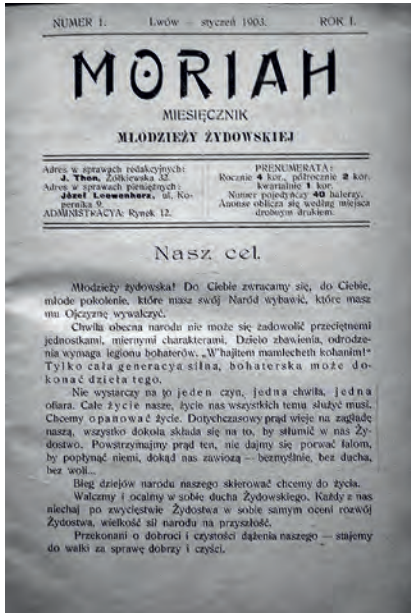 NUMER 1. Lwów — styczeń 1903. ROK I.
MORIAH
MIESIĘCZNIK
MŁODZIEŻY ŻYDOWSKIEJ
Adres w sprawach redakcyjnych:
J. Thon, Żółkiewska 32.
Adres w sprawach pieniężnych:
Józef Loewenherz, ul. Ko-
pernika 9.
ADMINISTRACYA: Rynek 12.
PRENUMERATA:
Rocznie 4 kor., półrocznie 2 kor.
kwartalnie 1 kor.
Numer pojedyńczy 40 halerzy.
Anonse oblicza się według miejsca
drobnym drukiem.
Nasz cel.
Młodzieży żydowska! Do Ciebie zwracamy się, do Ciebie,
młode pokolenie, które masz swój Naród wybawić, które masz
mu Ojczyznę wywalczyć.
Chwila obecna narodu nie może się zadowolić przeciętnemi
jednostkami, miernymi charakterami. Dzieło zbawienia, odrodze-
nia wymaga legionu bohaterów. „W'hajitem mamlecheth kohanim!"
Tylko cała generacya silna, bohaterska może do-
konać dzieła tego.
Nie wystarczy na to jeden czyn, jedna chwila, jedna
ofiara. Całe życie nasze, życie nas wszystkich temu służyć musi.
Chcemy opanować życie. Dotychczasowy prąd wieje na zagładę
naszą, wszystko dokoła składa się na to, by stłumić w nas Ży-
dostwo. Powstrzymajmy prąd ten, nie dajmy się porwać falom,
by popłynąć niemi, dokąd nas zawiozą — bezmyślnie, bez ducha,
bez woli...
Bieg dziejów narodu naszego skierować chcemy do życia.
Walczmy i ocalmy w sobie ducha Żydowskiego. Każdy z nas
niechaj po zwycięstwie Żydostwa w sobie samym oceni rozwój
Żydostwa, wielkość sił narodu na przyszłość.
Przekonani o dobroci i czystości dążenia naszego — stajemy
do walki za sprawę dobrzy i czyści.